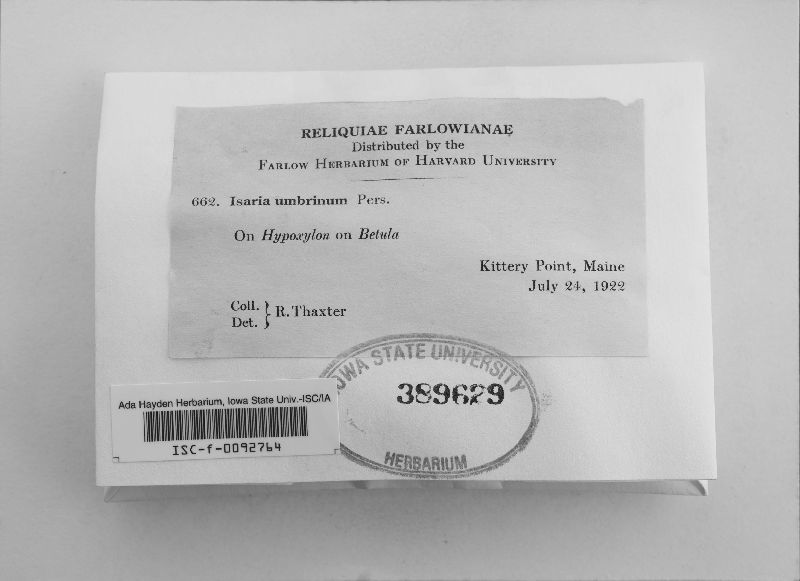 RELIQUIAE FARLOWIANAE
Distributed by the
FARLOW HERBARIUM OF HARVARD UNIVERSITY
662. Isaria umbrinum Pers.
On Hypoxylon on Betula
Kittery Point, Maine
July 24, 1922
Coll.
Det. } R. Thaxter
IOWA STATE UNIVERSITY
389629
HERBARIUM
Ada Hayden Herbarium, Iowa State Univ.-ISC/IA
ISC-f-0092764